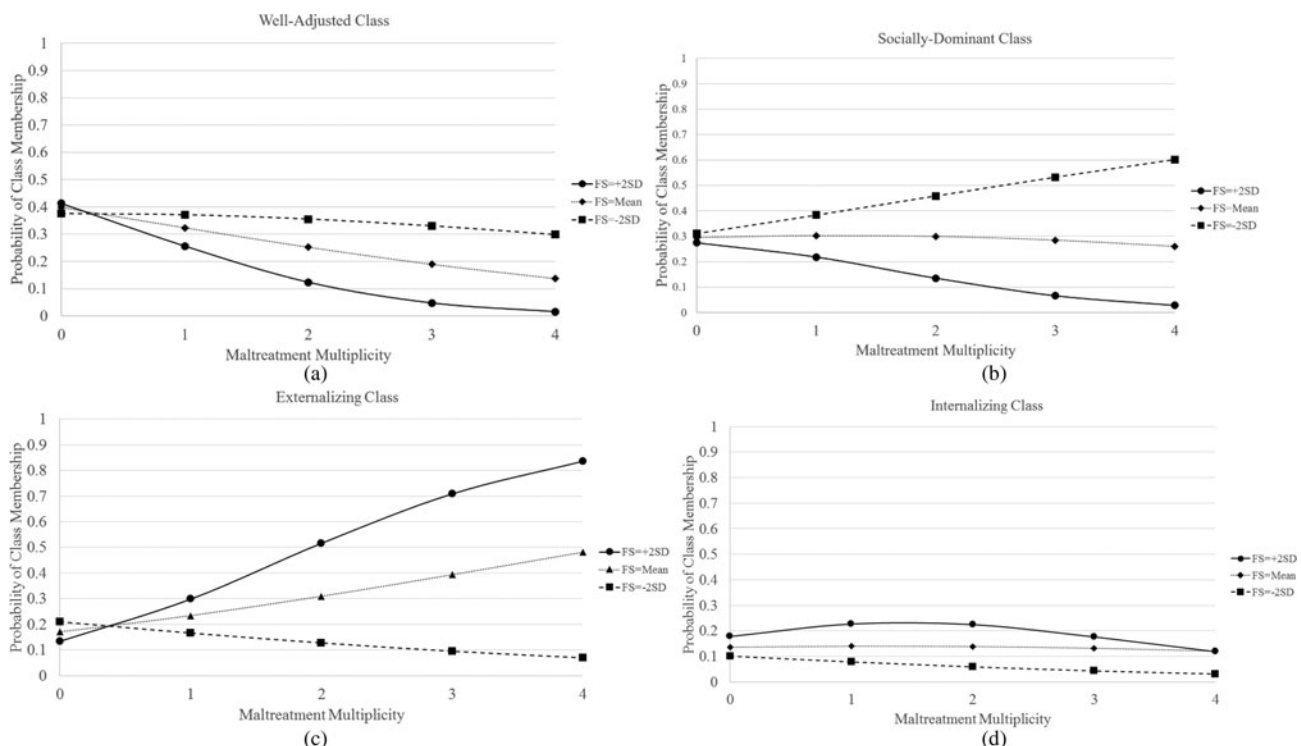 Well-Adjusted Class
Probability of Class Membership
1
0.9
0.8
0.7
0.6
0.5
0.4
0.3
0.2
0.1
0
0 1 2 3 4
Maltreatment Multiplicity
FS=+2SD
FS=Mean
FS=-2SD
(a)
Socially-Dominant Class
Probability of Class Membership
1
0.9
0.8
0.7
0.6
0.5
0.4
0.3
0.2
0.1
0
0 1 2 3 4
Maltreatment Multiplicity
FS=+2SD
FS=Mean
FS=-2SD
(b)
Externalizing Class
Probability of Class Membership
1
0.9
0.8
0.7
0.6
0.5
0.4
0.3
0.2
0.1
0
0 1 2 3 4
Maltreatment Multiplicity
FS=+2SD
FS=Mean
FS=-2SD
(c)
Internalizing Class
Probability of Class Membership
1
0.9
0.8
0.7
0.6
0.5
0.4
0.3
0.2
0.1
0
0 1 2 3 4
Maltreatment Multiplicity
FS=+2SD
FS=Mean
FS=-2SD
(d)